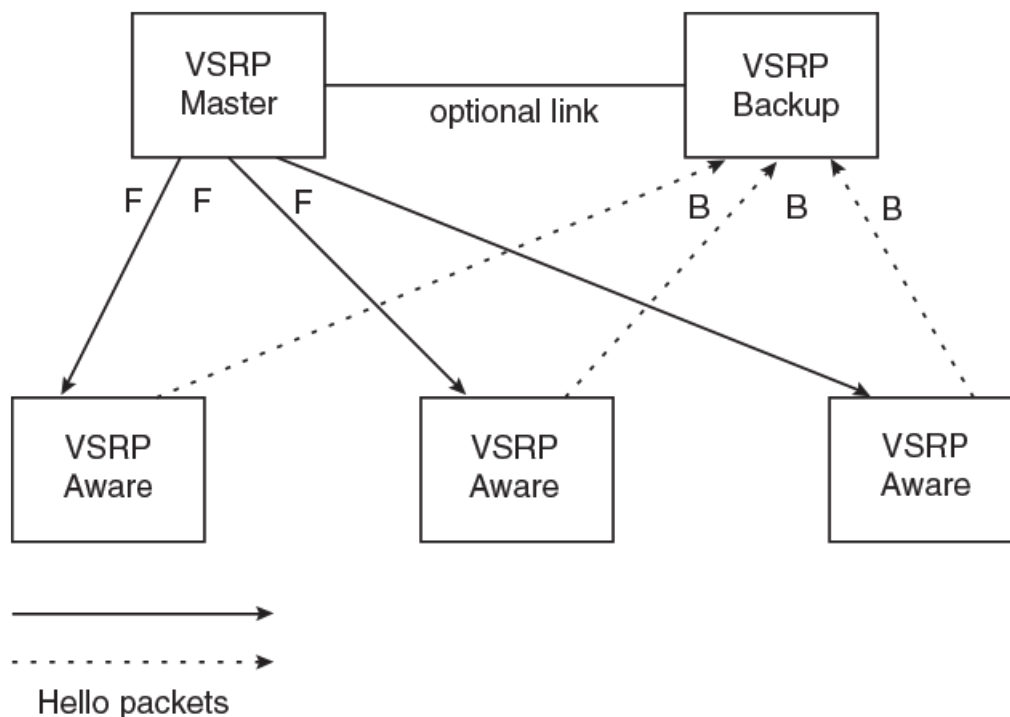 VSRP
Master
VSRP
Backup
optional link
F
F
F
B
B
B
VSRP
Aware
VSRP
Aware
VSRP
Aware
Hello packets